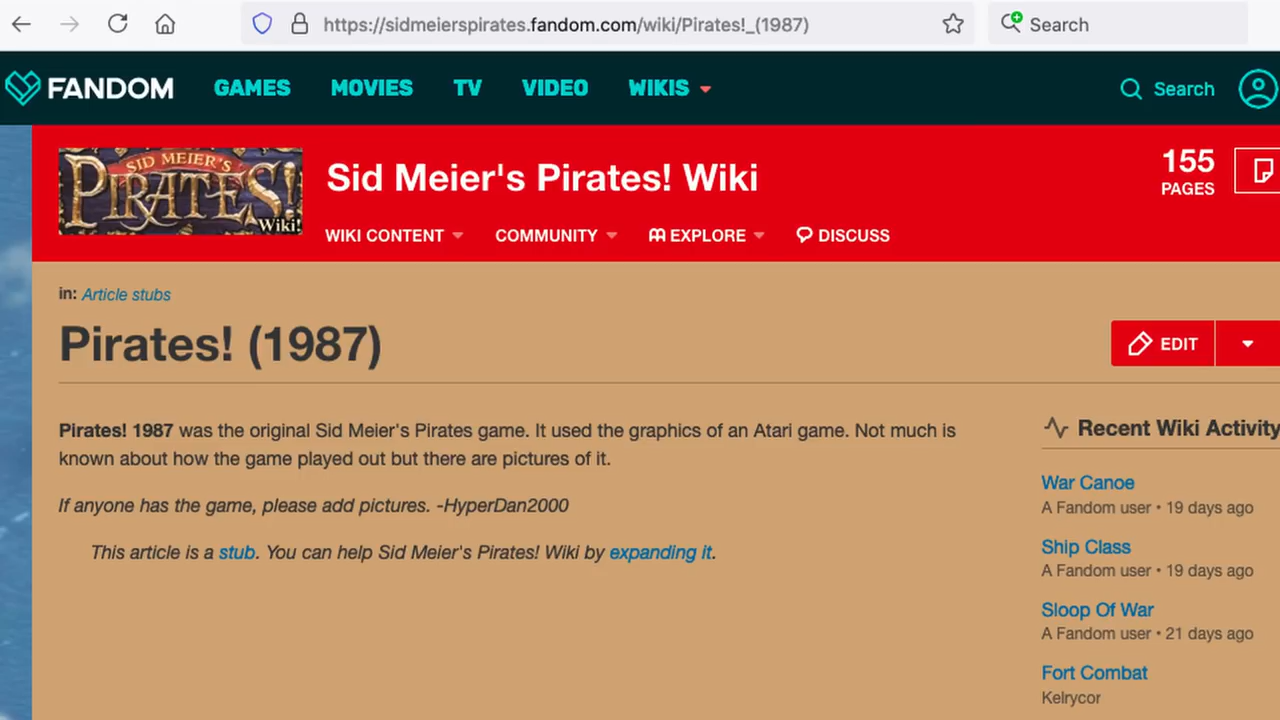 https://sidmeierspirates.fandom.com/wiki/Pirates!_(1987)
Search
FANDOM
GAMES
MOVIES
TV
VIDEO
WIKIS
Search
SID MEIER'S
PIRATES!
Wiki!
Sid Meier's Pirates! Wiki
155
PAGES
WIKI CONTENT
COMMUNITY
EXPLORE
DISCUSS
in: Article stubs
Pirates! (1987)
EDIT
Pirates! 1987 was the original Sid Meier's Pirates game. It used the graphics of an Atari game. Not much is
known about how the game played out but there are pictures of it.
If anyone has the game, please add pictures. -HyperDan2000
This article is a stub. You can help Sid Meier's Pirates! Wiki by expanding it.
Recent Wiki Activity
War Canoe
A Fandom user • 19 days ago
Ship Class
A Fandom user • 19 days ago
Sloop Of War
A Fandom user • 21 days ago
Fort Combat
Kelrycor